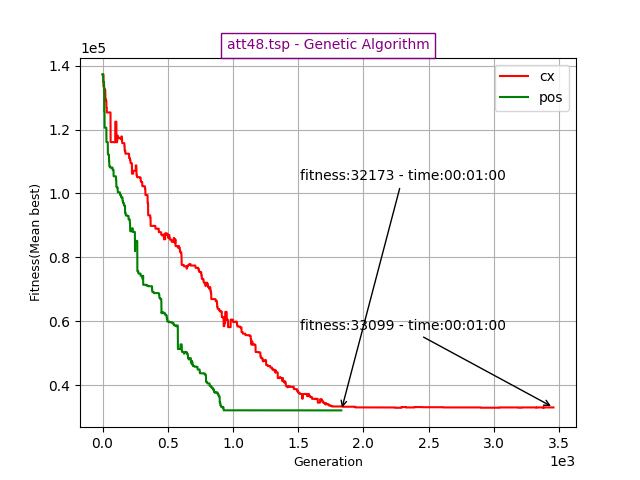 att48.tsp - Genetic Algorithm
1e5
cx
pos
fitness:32173 - time:00:01:00
fitness:33099 - time:00:01:00
Fitness(Mean best)
1.4
1.2
1.0
0.8
0.6
0.4
0.0 0.5 1.0 1.5 2.0 2.5 3.0 3.5
Generation
1e3